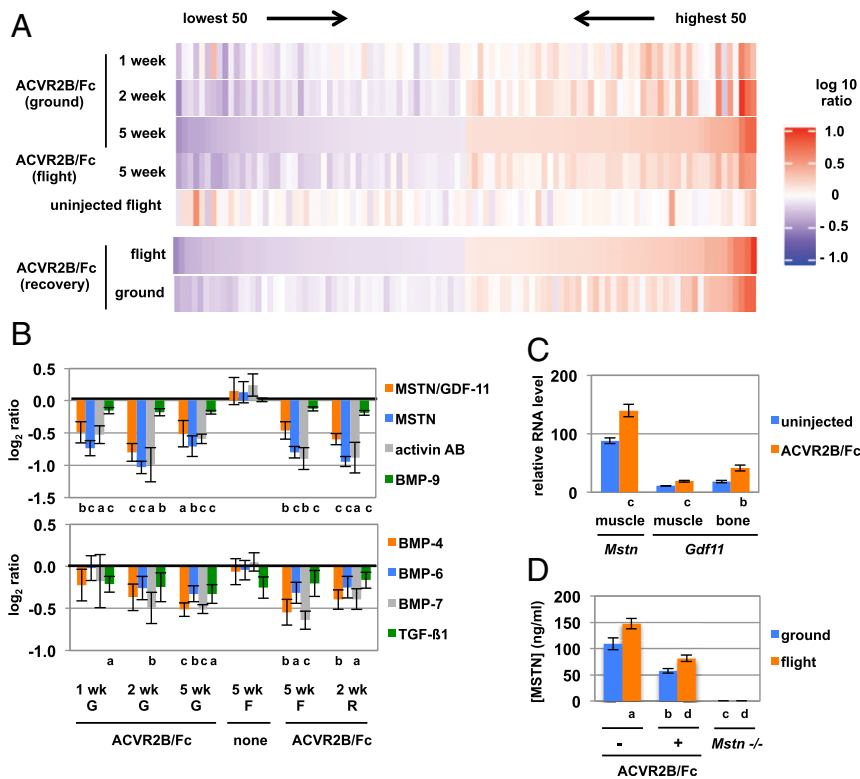 A
lowest 50
highest 50
ACVR2B/Fc
(ground)
1 week
2 week
5 week
ACVR2B/Fc
(flight)
5 week
uninjected flight
ACVR2B/Fc
(recovery)
flight
ground
log 10
ratio
1.0
0.5
0.0
- 0.5
- 1.0
B
log2 ratio
0.5
0.0
-0.5
-1.0
-1.5
MSTN/GDF-11
MSTN
activin AB
BMP-9
b c a c
c c a b
a b c c
b c b c
c c a c
log2 ratio
0.5
0.0
-0.5
-1.0
BMP-4
BMP-6
BMP-7
TGF-ß1
a
b
c b c a
b a c
b a
1 wk
G
2 wk
G
5 wk
G
5 wk
F
5 wk
F
2 wk
R
ACVR2B/Fc
none
ACVR2B/Fc
C
relative RNA level
200
100
0
uninjected
ACVR2B/Fc
c
c
b
muscle
muscle
bone
Mstn
Gdf11
D
[MSTN] (ng/ml)
200
150
100
50
0
ground
flight
a
b
d
c
d
-
+
Mstn -/-
ACVR2B/Fc